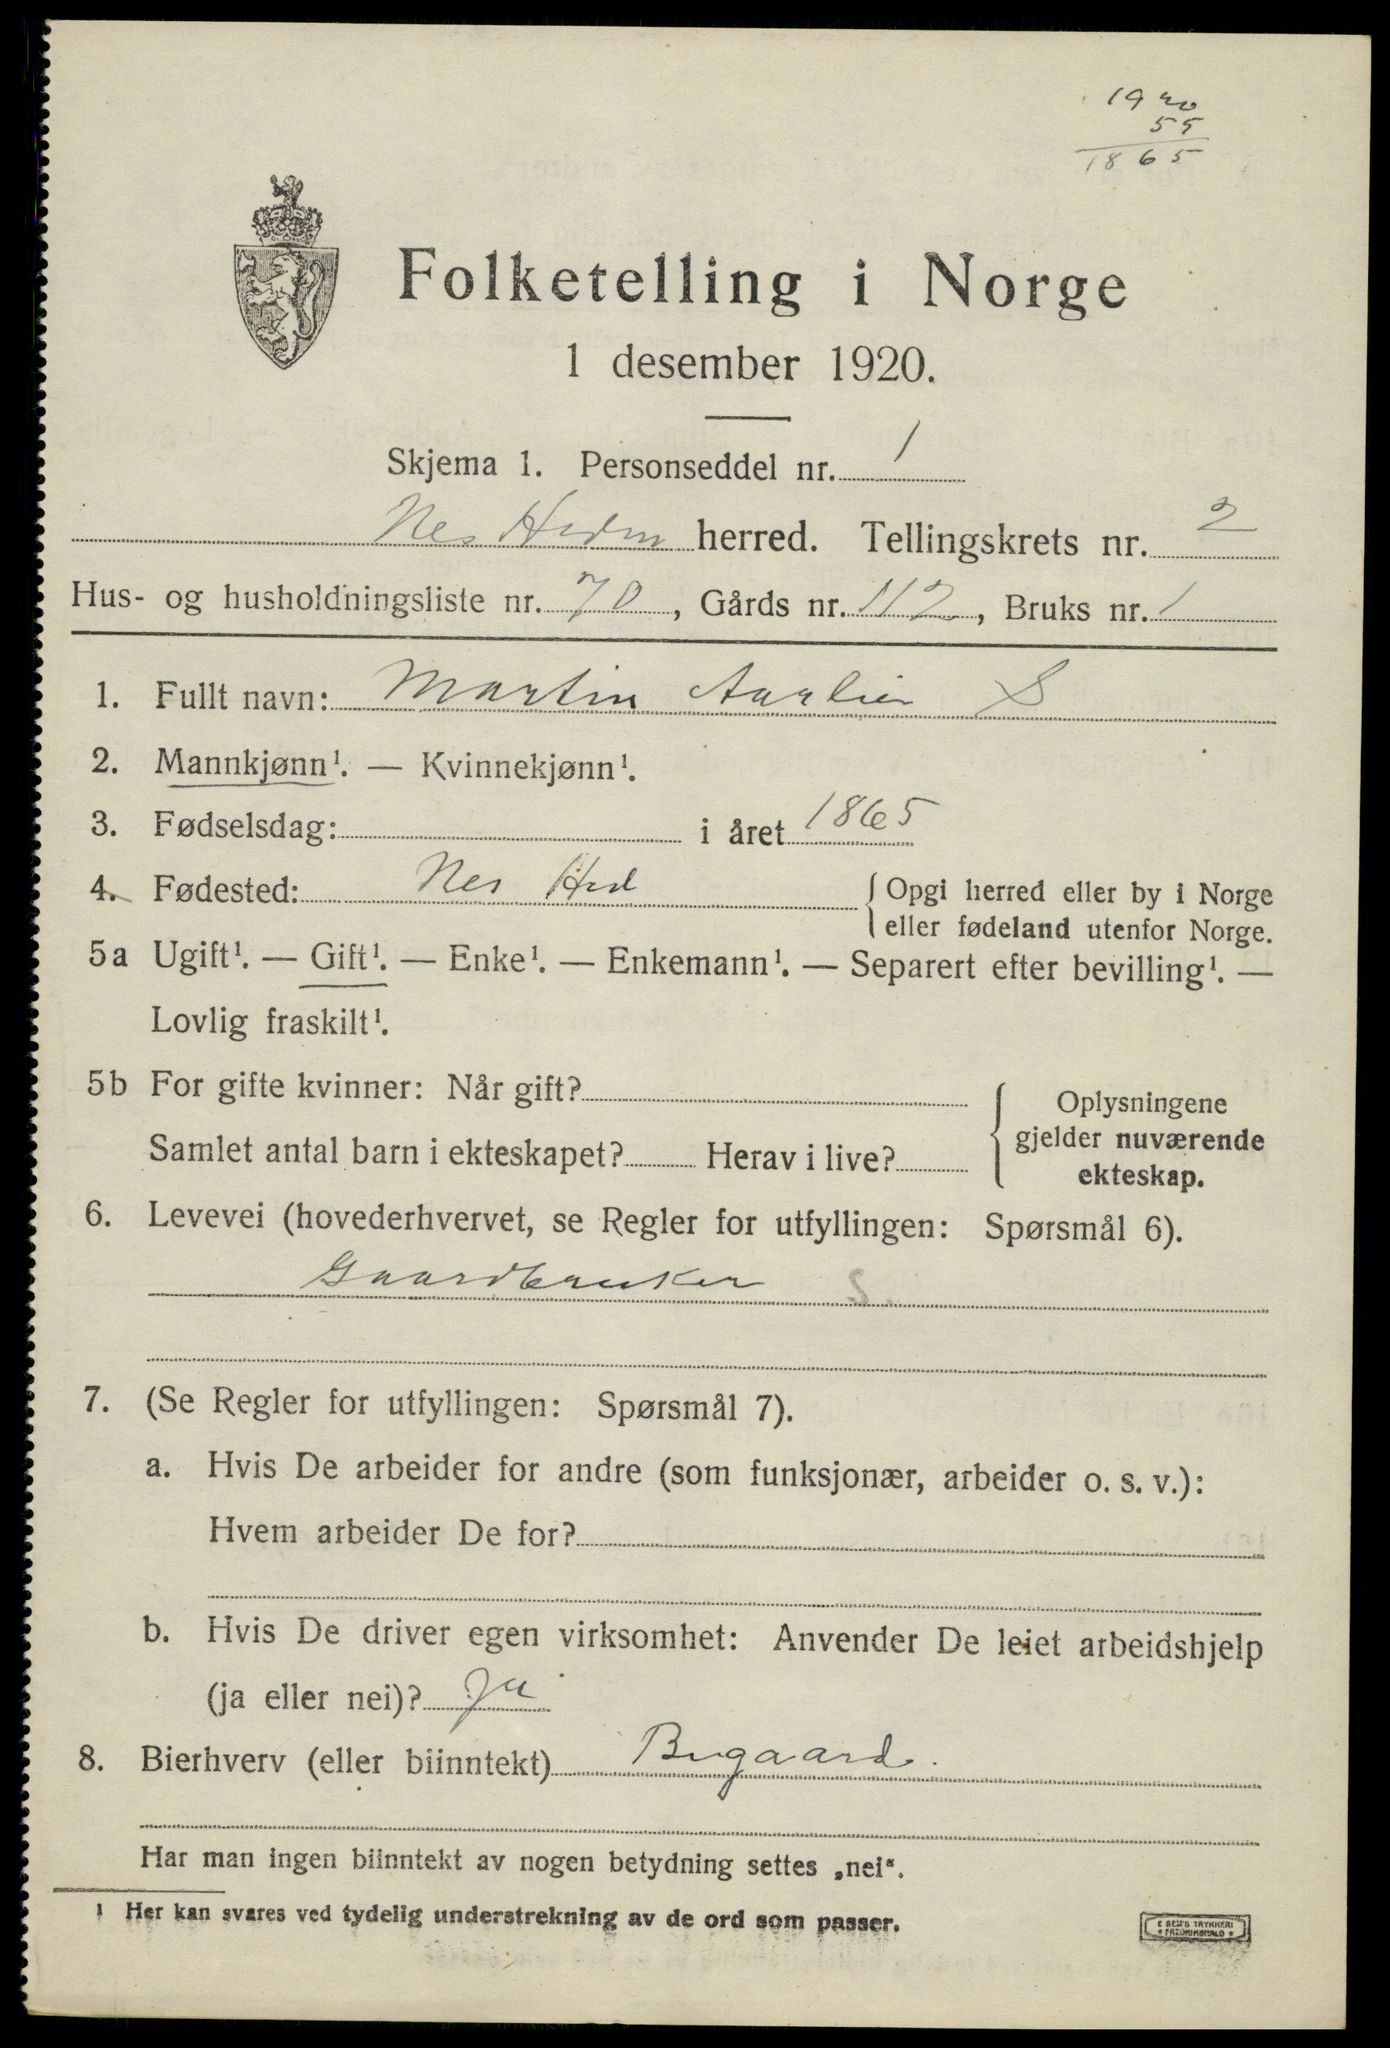 1920
55
1865
Folketelling i Norge
1 desember 1920.
Skjema 1. Personseddel nr. 1
Nes Hedm herred. Tellingskrets nr. 2
Hus- og husholdningsliste nr. 70, Gårds nr. 112, Bruks nr. 1
1. Fullt navn: Martin Aarlien S
2. Mannkjønn¹. — Kvinnekjønn¹.
3. Fødselsdag: i året 1865
4. Fødested: Nes Hed
{ Opgi herred eller by i Norge
eller fødeland utenfor Norge.
5a Ugift¹. — Gift¹. — Enke¹. — Enkemann¹. — Separert efter bevilling¹. —
Lovlig fraskilt¹.
5b For gifte kvinner: Når gift?
Samlet antal barn i ekteskapet? Herav i live?
{ Oplysningene
gjelder nuværende
ekteskap.
6. Levevei (hovederhvervet, se Regler for utfyllingen: Spørsmål 6).
Gaardbruker
7. (Se Regler for utfyllingen: Spørsmål 7).
a. Hvis De arbeider for andre (som funksjonær, arbeider o. s. v.):
Hvem arbeider De for?
b. Hvis De driver egen virksomhet: Anvender De leiet arbeidshjelp
(ja eller nei)? Ja
8. Bierhverv (eller biinntekt) Bygaard.
Har man ingen biinntekt av nogen betydning settes „nei“.
1 Her kan svares ved tydelig understrekning av de ord som passer.
E SEM'S TRYKKERI
FREDRIKSHALD